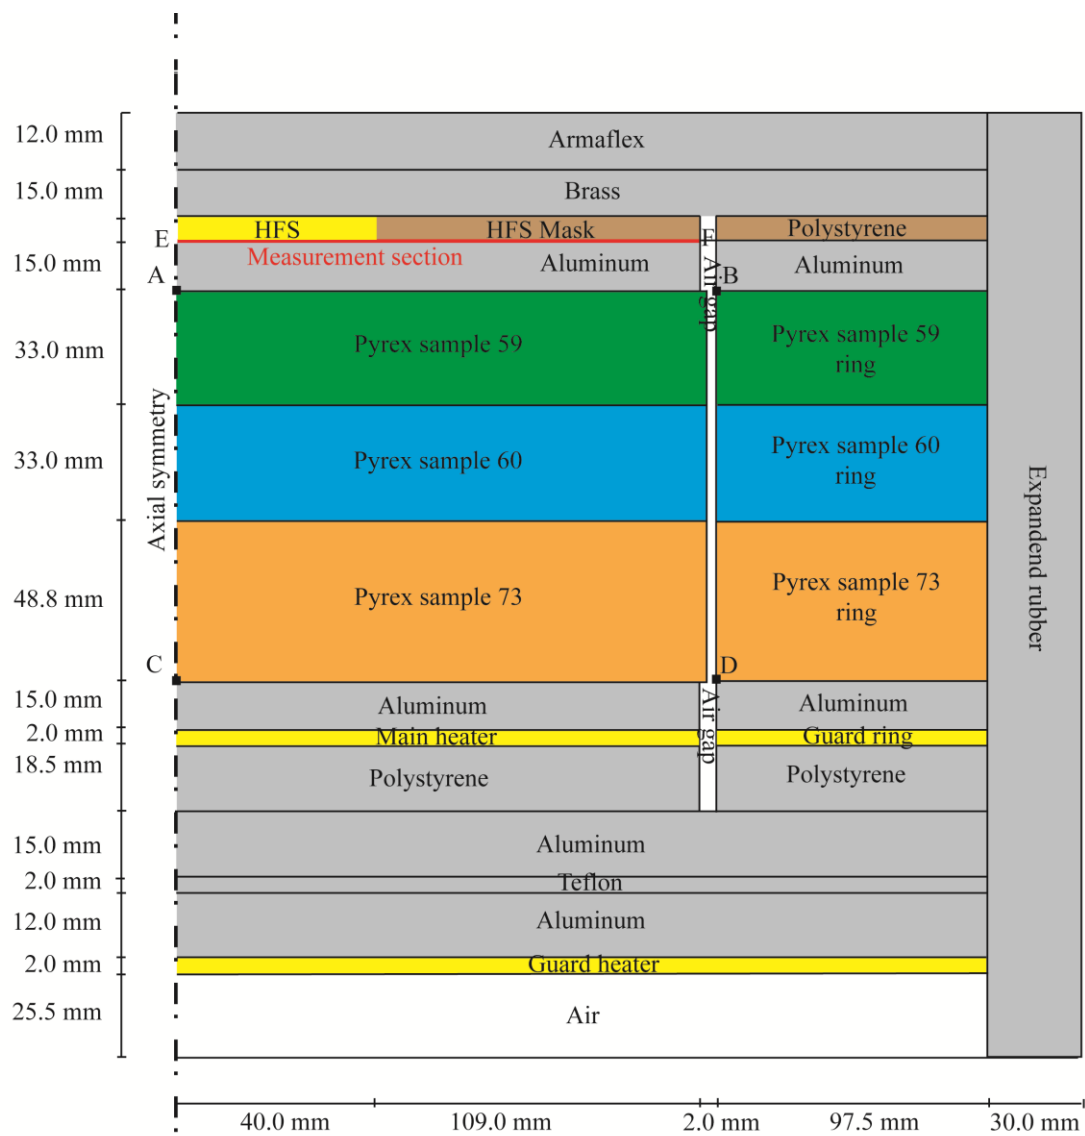 12.0 mm
Armaflex
15.0 mm
Brass
HFS
HFS Mask
Polystyrene
E
F
Measurement section
15.0 mm
Aluminum
Air gap
Aluminum
A
B
33.0 mm
Pyrex sample 59
Pyrex sample 59
ring
Axial symmetry
33.0 mm
Pyrex sample 60
Pyrex sample 60
ring
Expandend rubber
48.8 mm
Pyrex sample 73
Pyrex sample 73
ring
C
D
15.0 mm
Aluminum
Air gap
Aluminum
2.0 mm
Main heater
Guard ring
18.5 mm
Polystyrene
Polystyrene
15.0 mm
Aluminum
2.0 mm
Teflon
12.0 mm
Aluminum
2.0 mm
Guard heater
25.5 mm
Air
40.0 mm
109.0 mm
2.0 mm
97.5 mm
30.0 mm